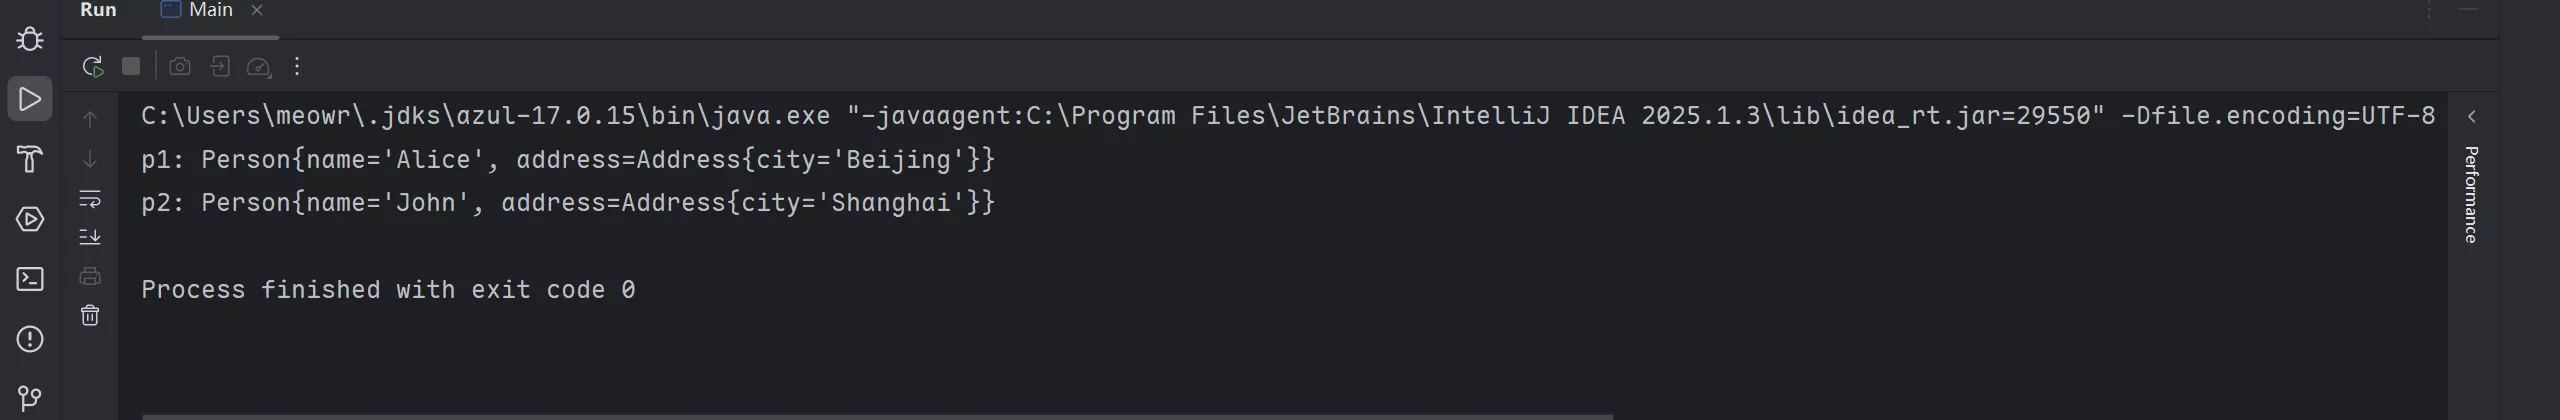 Run Main
C:\Users\meowr\.jdks\azul-17.0.15\bin\java.exe "-javaagent:C:\Program Files\JetBrains\IntelliJ IDEA 2025.1.3\lib\idea_rt.jar=29550" -Dfile.encoding=UTF-8
p1: Person{name='Alice', address=Address{city='Beijing'}}
p2: Person{name='John', address=Address{city='Shanghai'}}
Process finished with exit code 0
Performance